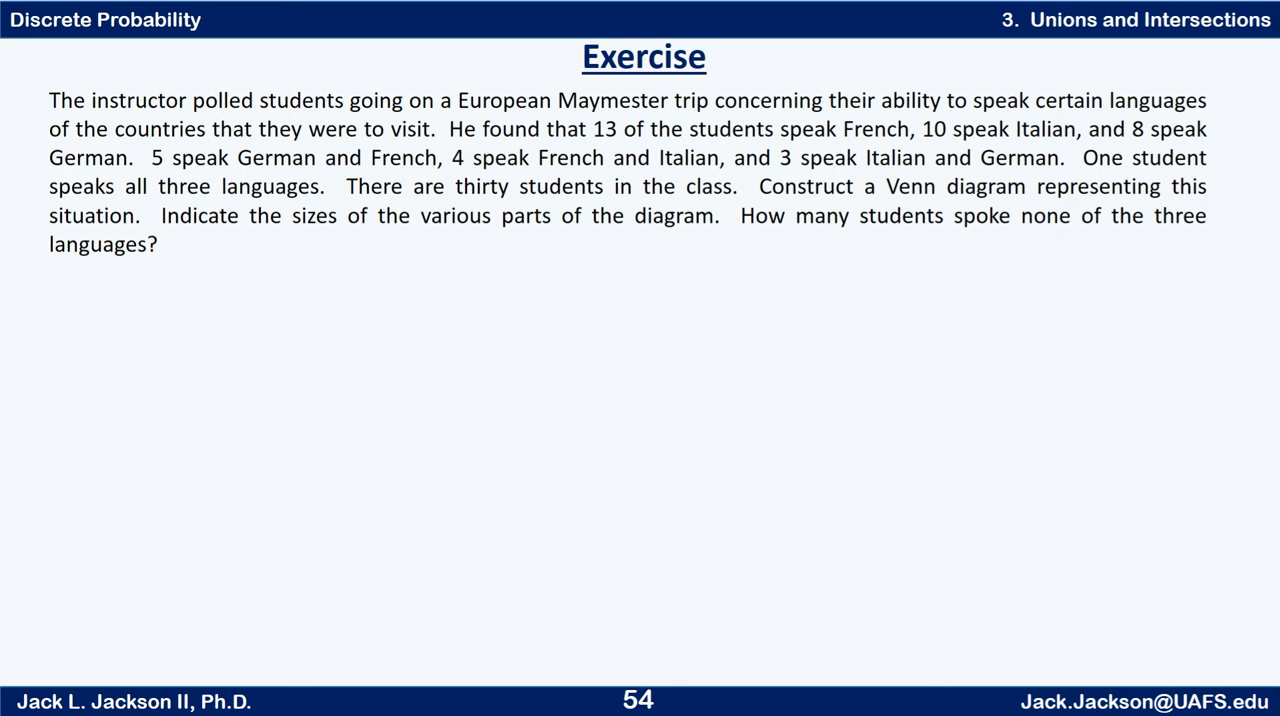 Discrete Probability
3. Unions and Intersections
Exercise
The instructor polled students going on a European Maymester trip concerning their ability to speak certain languages
of the countries that they were to visit. He found that 13 of the students speak French, 10 speak Italian, and 8 speak
German. 5 speak German and French, 4 speak French and Italian, and 3 speak Italian and German. One student
speaks all three languages. There are thirty students in the class. Construct a Venn diagram representing this
situation. Indicate the sizes of the various parts of the diagram. How many students spoke none of the three
languages?
Jack L. Jackson II, Ph.D.
54
Jack.Jackson@UAFS.edu